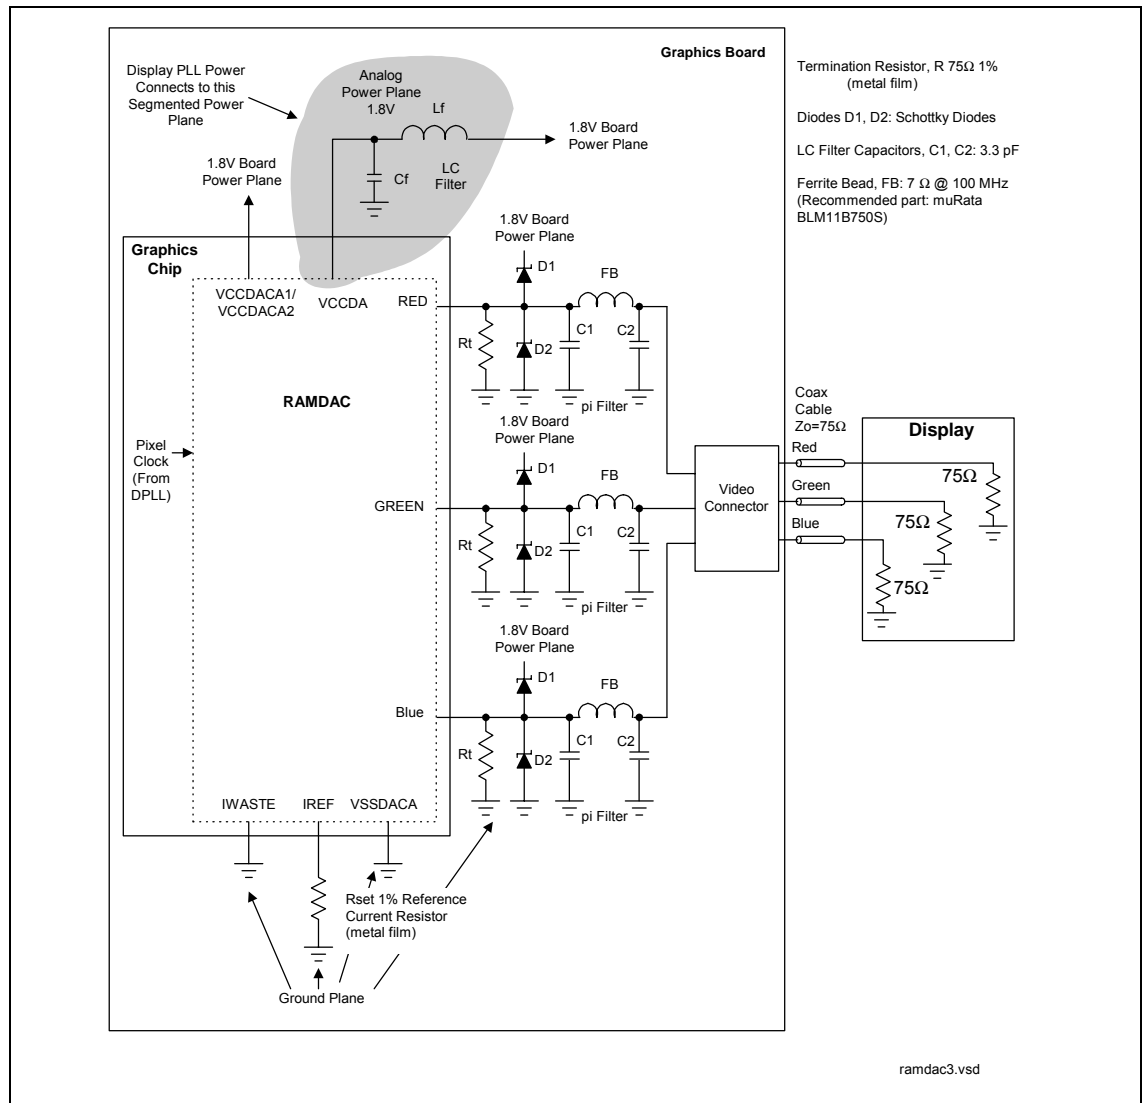 Graphics Board
Display PLL Power
Connects to this
Segmented Power
Plane
Analog
Power Plane
1.8V
Lf
1.8V Board
Power Plane
Cf
LC
Filter
1.8V Board
Power Plane
Termination Resistor, R 75Ω 1%
(metal film)
Diodes D1, D2: Schottky Diodes
LC Filter Capacitors, C1, C2: 3.3 pF
Ferrite Bead, FB: 7 Ω @ 100 MHz
(Recommended part: muRata
BLM11B750S)
Graphics
Chip
VCCDACA1/
VCCDACA2
VCCDA
RED
1.8V Board
Power Plane
D1
FB
Rt
D2
C1
C2
pi Filter
RAMDAC
Pixel
Clock
(From
DPLL)
GREEN
1.8V Board
Power Plane
D1
FB
Rt
D2
C1
C2
pi Filter
Video
Connector
Coax
Cable
Zo=75Ω
Red
Green
Blue
Display
75Ω
75Ω
75Ω
Blue
1.8V Board
Power Plane
D1
FB
Rt
D2
C1
C2
pi Filter
IWASTE
IREF
VSSDACA
Rset 1% Reference
Current Resistor
(metal film)
Ground Plane
ramdac3.vsd